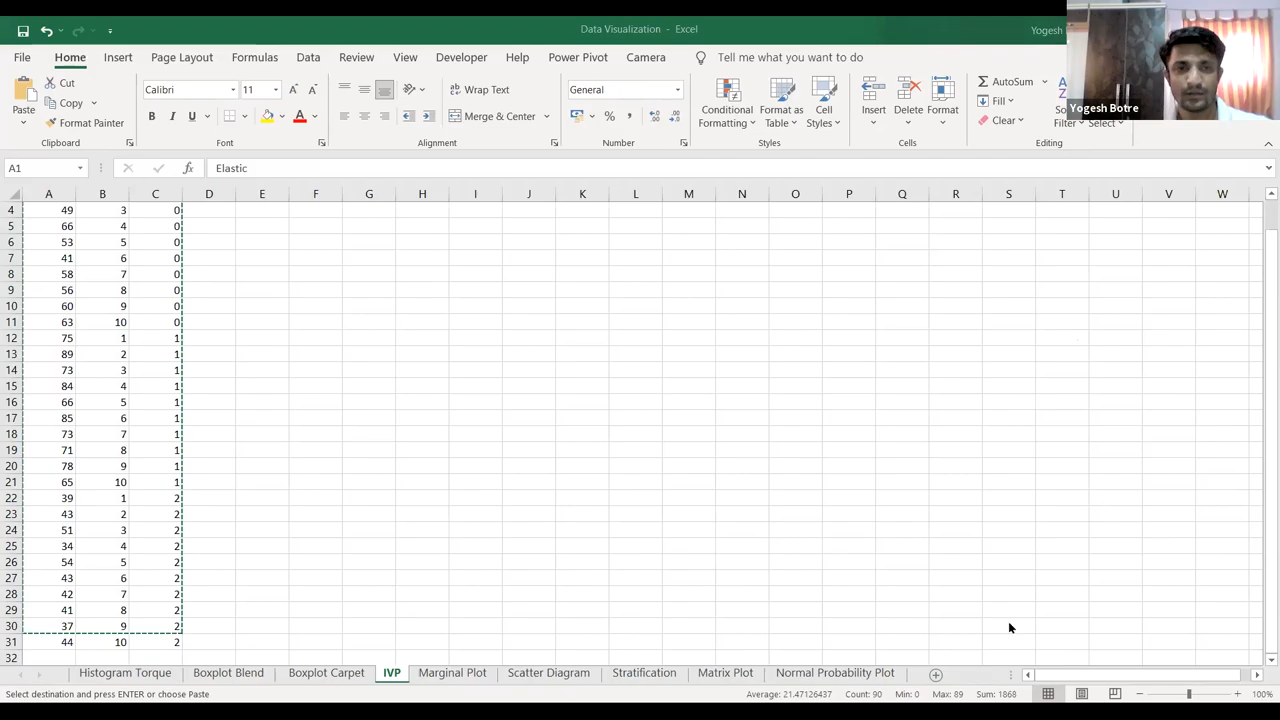 Data Visualization - Excel
Yogesh
File Home Insert Page Layout Formulas Data Review View Developer Help Power Pivot Camera Tell me what you want to do
Cut
Copy
Format Painter
Paste
Calibri 11
B I U
Wrap Text
Merge & Center
General
Conditional Formatting
Format as Table
Cell Styles
Insert Delete Format
AutoSum
Fill
Clear
Filter Select
Yogesh Botre
Clipboard Font Alignment Number Styles Cells Editing
A1 fx Elastic
A B C D E F G H I J K L M N O P Q R S T U V W
4 49 3 0
5 66 4 0
6 53 5 0
7 41 6 0
8 58 7 0
9 56 8 0
10 60 9 0
11 63 10 0
12 75 1 1
13 89 2 1
14 73 3 1
15 84 4 1
16 66 5 1
17 85 6 1
18 73 7 1
19 71 8 1
20 78 9 1
21 65 10 1
22 39 1 2
23 43 2 2
24 51 3 2
25 34 4 2
26 54 5 2
27 43 6 2
28 42 7 2
29 41 8 2
30 37 9 2
31 44 10 2
32
Histogram Torque Boxplot Blend Boxplot Carpet IVP Marginal Plot Scatter Diagram Stratification Matrix Plot Normal Probability Plot
Select destination and press ENTER or choose Paste Average: 21.47126437 Count: 90 Min: 0 Max: 89 Sum: 1868 100%